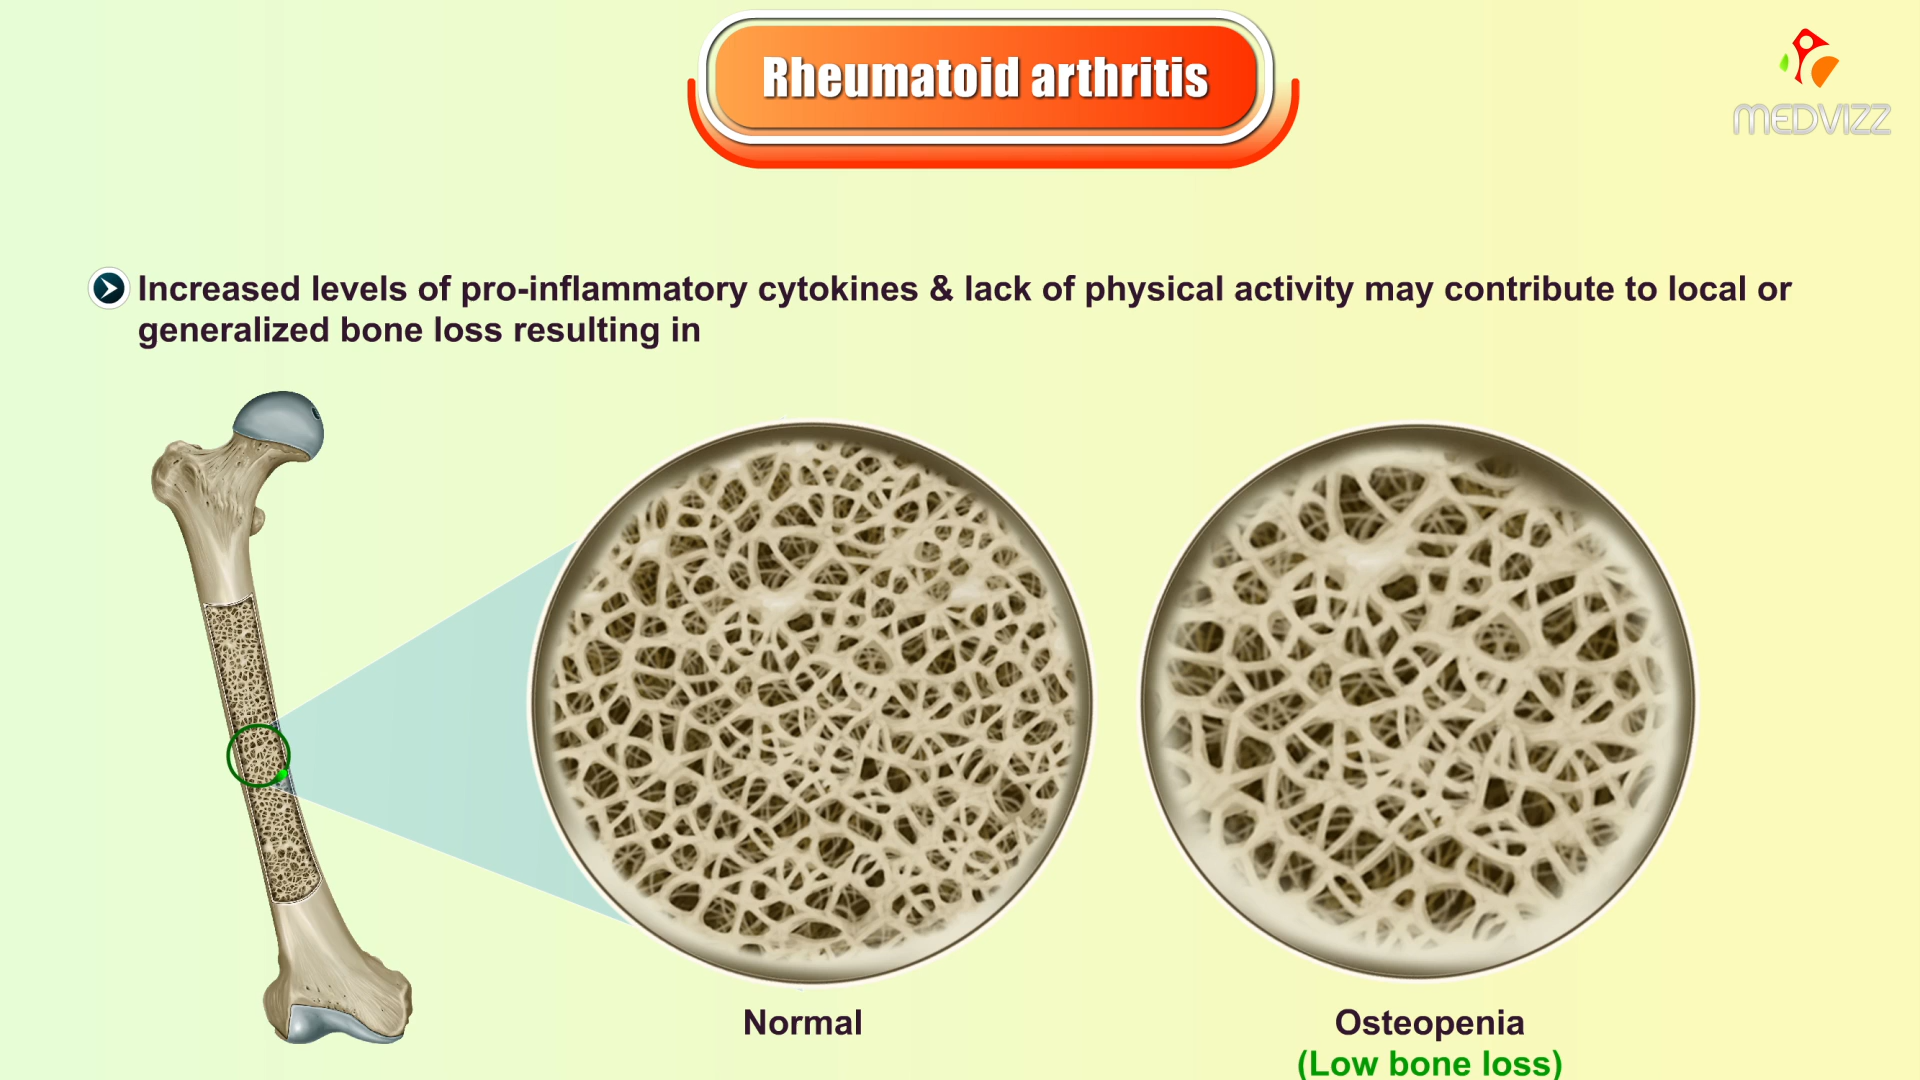 Rheumatoid arthritis
MEDVIZZ
Increased levels of pro-inflammatory cytokines & lack of physical activity may contribute to local or
generalized bone loss resulting in
Normal
Osteopenia
(Low bone loss)